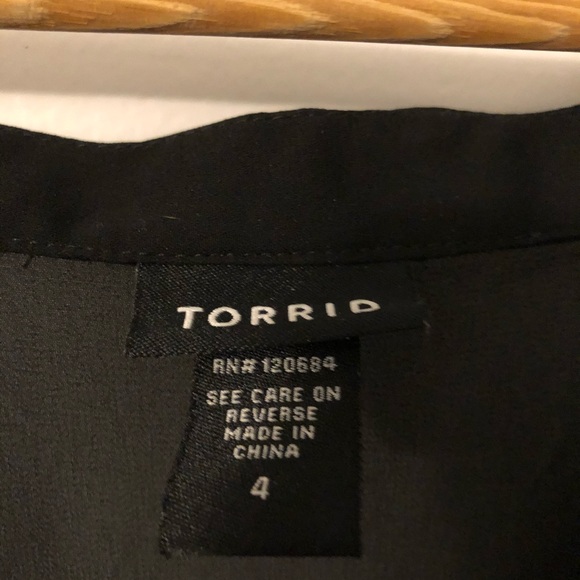 TORRID
RN# 120684
SEE CARE ON
REVERSE
MADE IN
CHINA
4